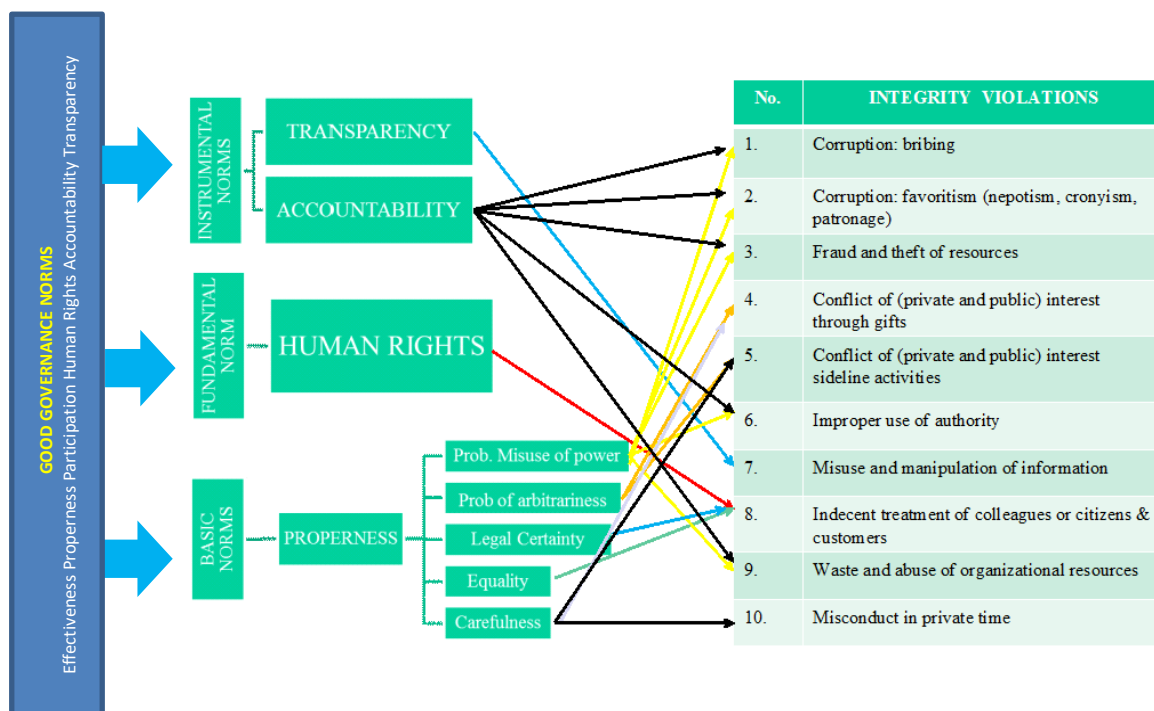 GOOD GOVERNANCE NORMS
Effectiveness Properness Participation Human Rights Accountability Transparency
INSTRUMENTAL
NORMS
TRANSPARENCY
ACCOUNTABILITY
FUNDAMENTAL
NORM
HUMAN RIGHTS
BASIC
NORMS
PROPERNESS
Prob. Misuse of power
Prob of arbitrariness
Legal Certainty
Equality
Carefulness
No. INTEGRITY VIOLATIONS
1. Corruption: bribing
2. Corruption: favoritism (nepotism, cronyism,
patronage)
3. Fraud and theft of resources
4. Conflict of (private and public) interest
through gifts
5. Conflict of (private and public) interest
sideline activities
6. Improper use of authority
7. Misuse and manipulation of information
8. Indecent treatment of colleagues or citizens &
customers
9. Waste and abuse of organizational resources
10. Misconduct in private time